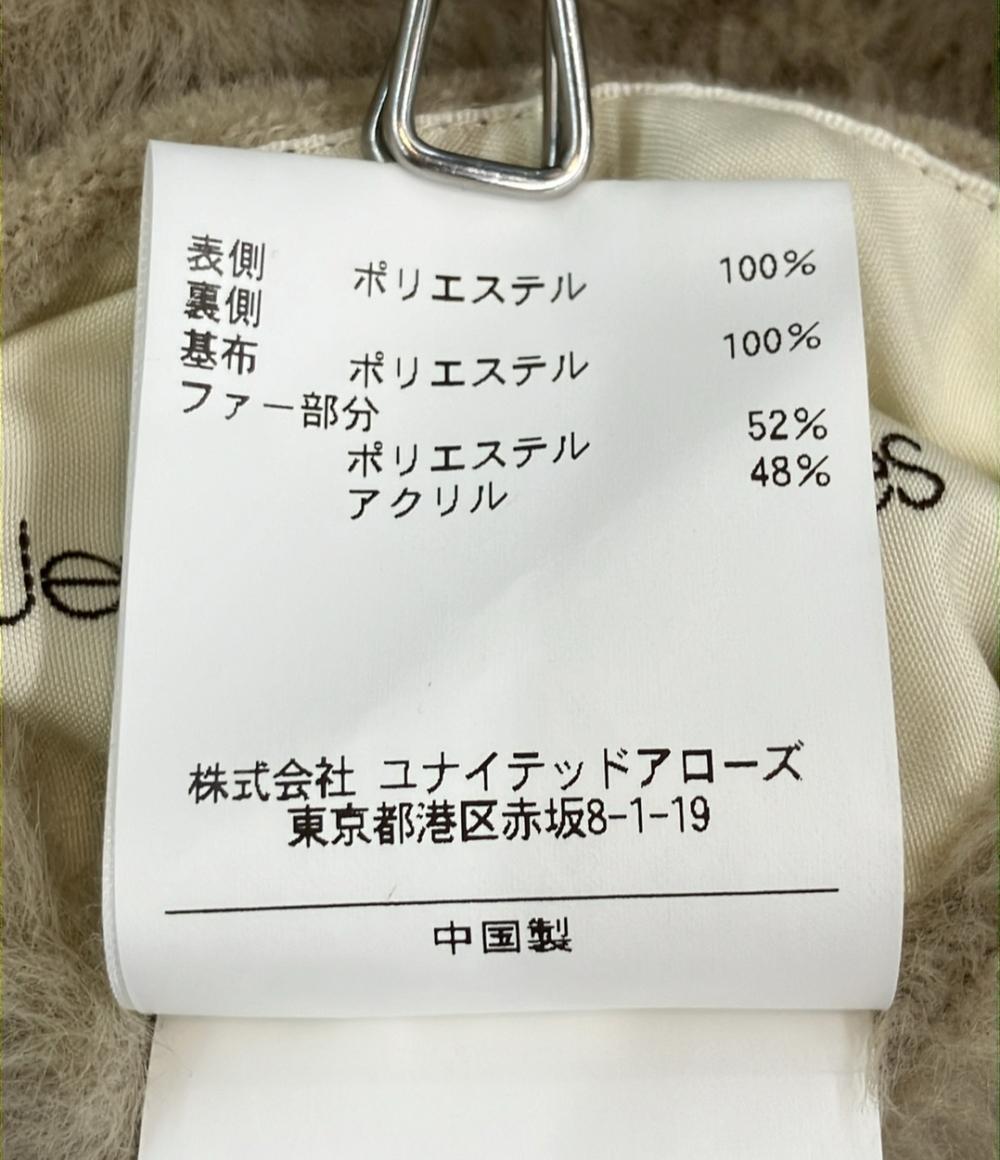 表側 ポリエステル 100%
裏側
基布 ポリエステル 100%
ファー部分
ポリエステル 52%
アクリル 48%
株式会社 ユナイテッドアローズ
東京都港区赤坂8-1-19
中国製